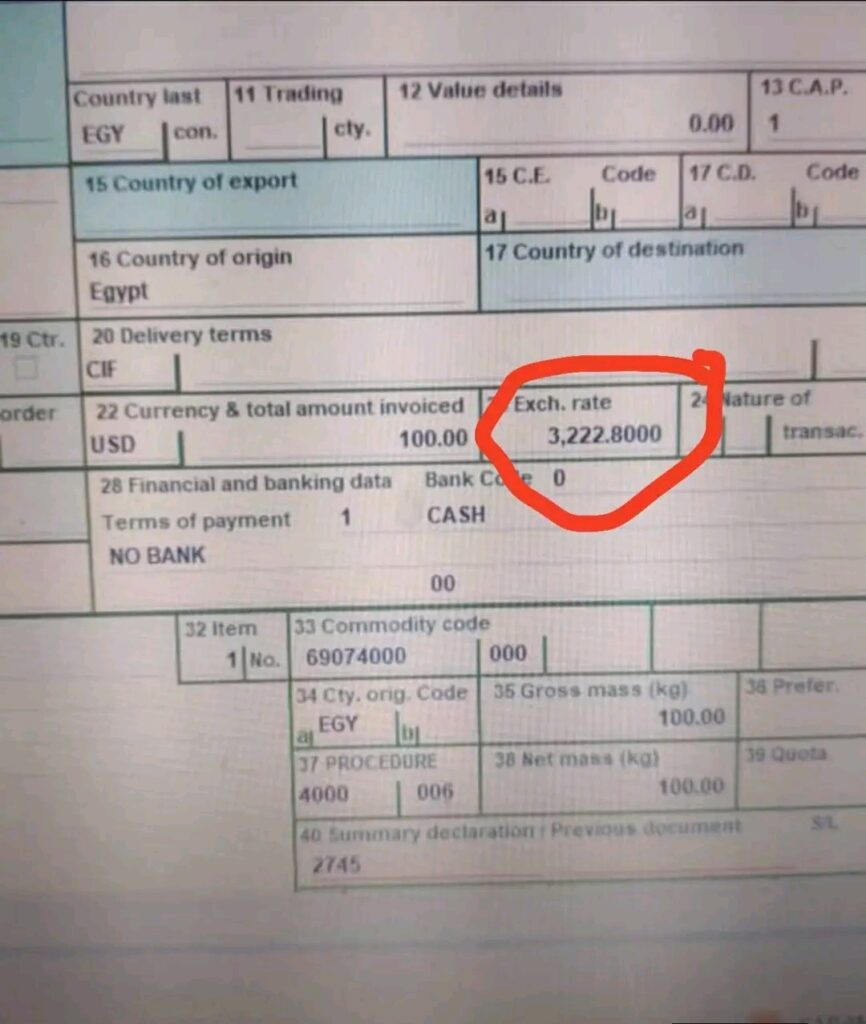 Country last
EGY
con.
11 Trading
cty.
12 Value details
0.00
13 C.A.P.
1
15 Country of export
15 C.E. Code
a b
17 C.D. Code
a b
16 Country of origin
Egypt
17 Country of destination
19 Ctr.
20 Delivery terms
CIF
order
22 Currency & total amount invoiced
USD 100.00
Exch. rate
3,222.8000
24 Nature of
transac.
28 Financial and banking data Bank Code 0
Terms of payment 1 CASH
NO BANK
00
32 Item
1 No.
33 Commodity code
69074000 000
34 Cty. orig. Code
a EGY b
35 Gross mass (kg)
100.00
36 Prefer.
37 PROCEDURE
4000 006
38 Net mass (kg)
100.00
39 Quota
40 Summary declaration / Previous document S/L
2745